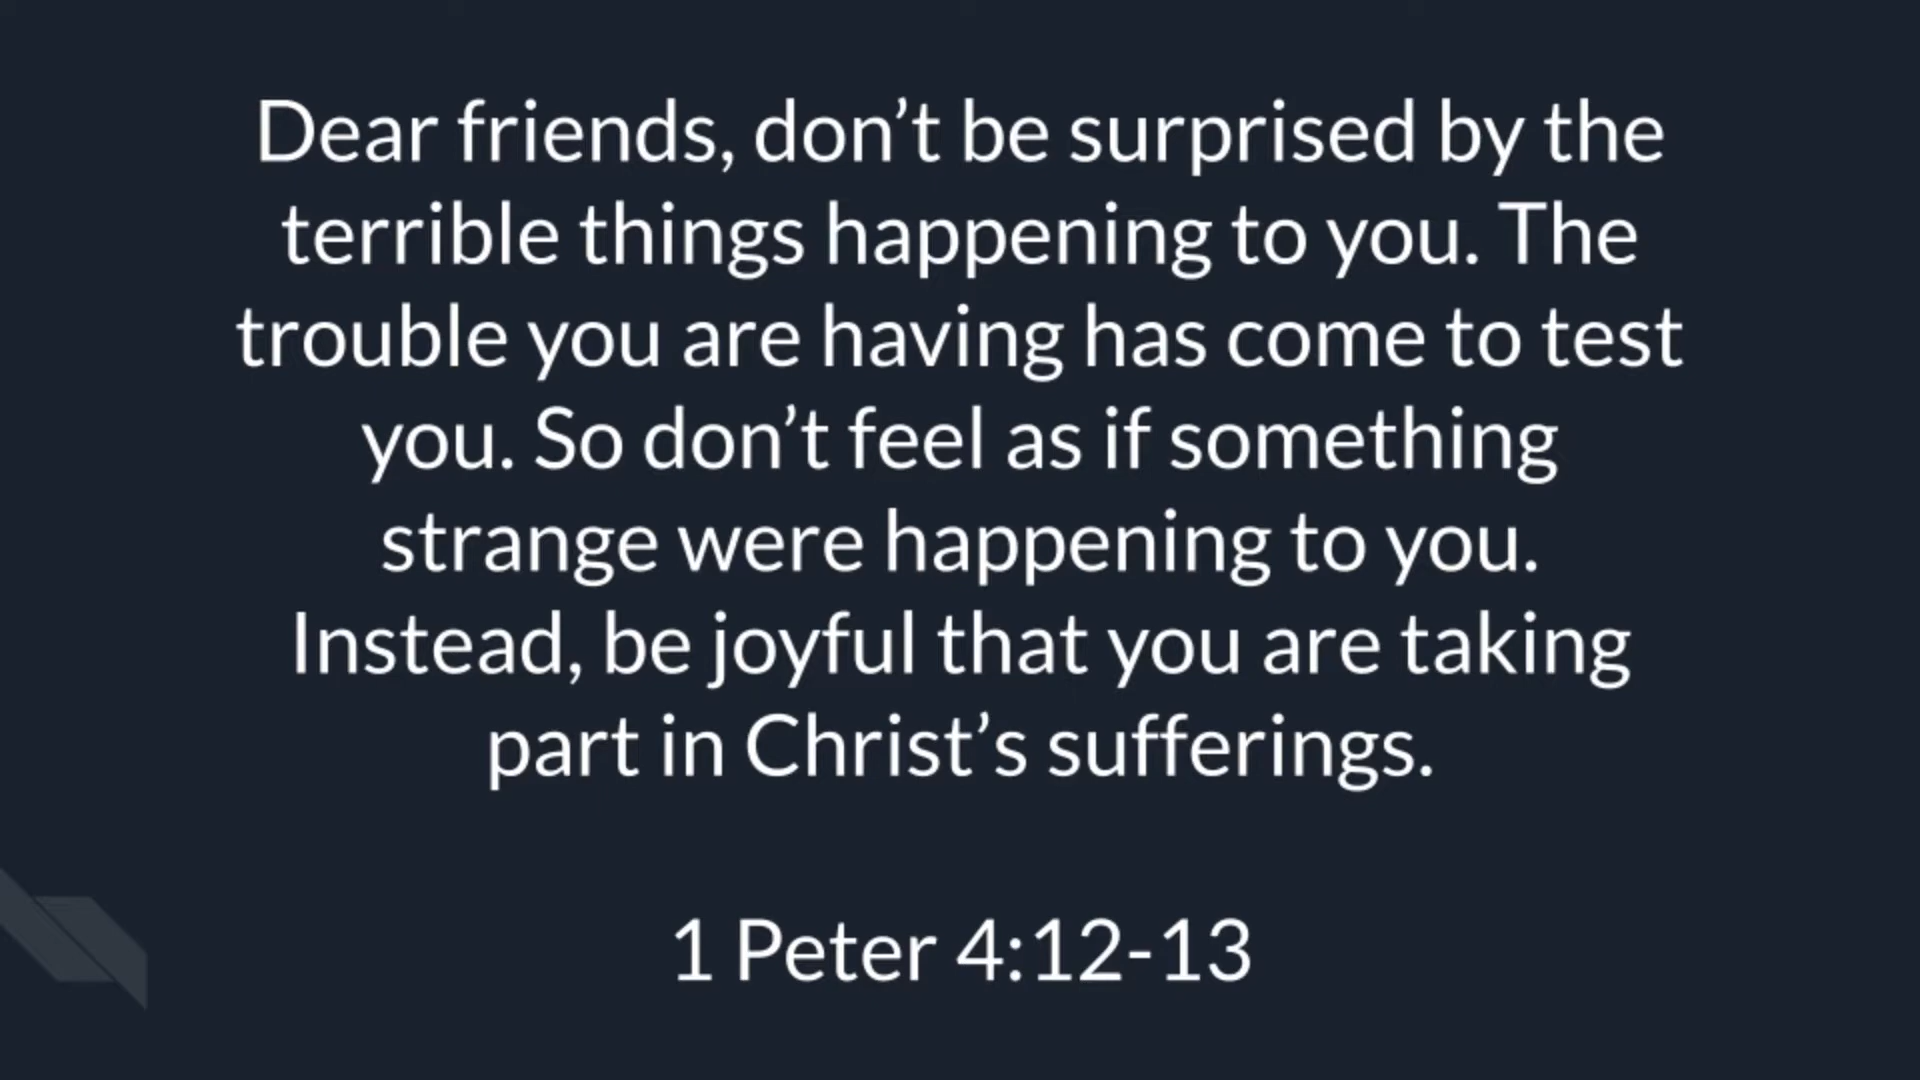 Dear friends, don’t be surprised by the
terrible things happening to you. The
trouble you are having has come to test
you. So don’t feel as if something
strange were happening to you.
Instead, be joyful that you are taking
part in Christ’s sufferings.
1 Peter 4:12-13